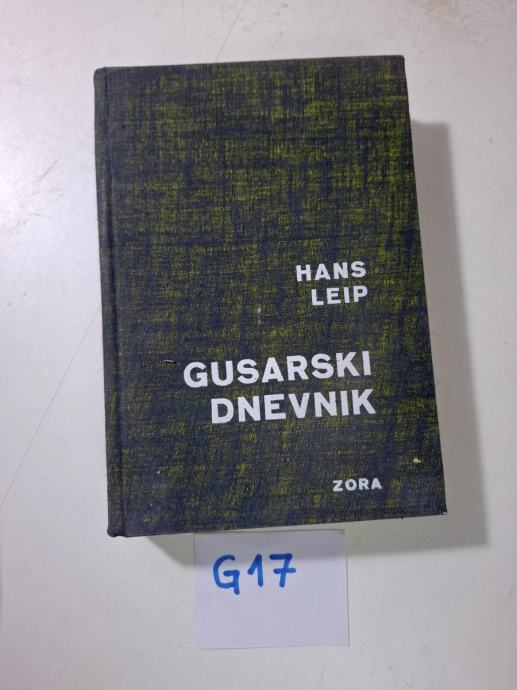 HANS
LEIP
GUSARSKI
DNEVNIK
ZORA
G17